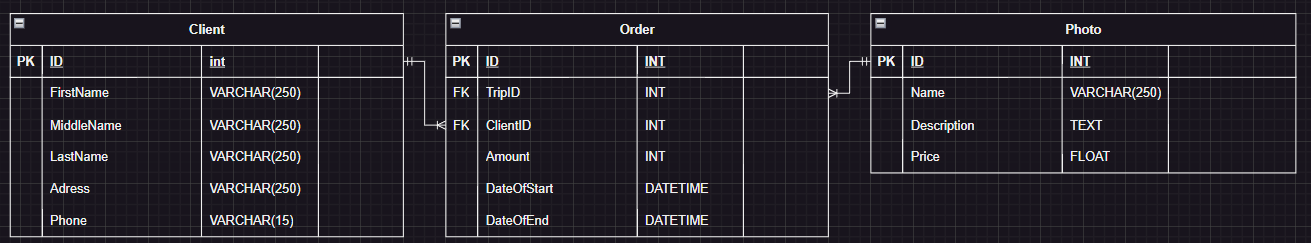 Client
PK ID int
FirstName VARCHAR(250)
MiddleName VARCHAR(250)
LastName VARCHAR(250)
Adress VARCHAR(250)
Phone VARCHAR(15)
Order
PK ID INT
FK TripID INT
FK ClientID INT
Amount INT
DateOfStart DATETIME
DateOfEnd DATETIME
Photo
PK ID INT
Name VARCHAR(250)
Description TEXT
Price FLOAT